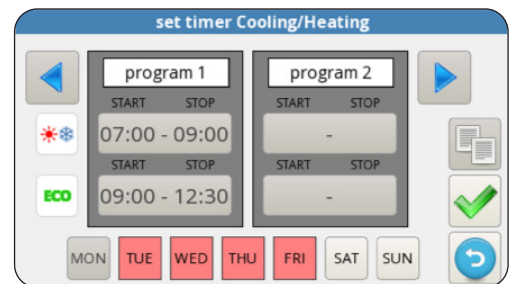 set timer Cooling/Heating
program 1 program 2
START STOP START STOP
07:00 - 09:00 -
START STOP START STOP
ECO 09:00 - 12:30 -
MON TUE WED THU FRI SAT SUN